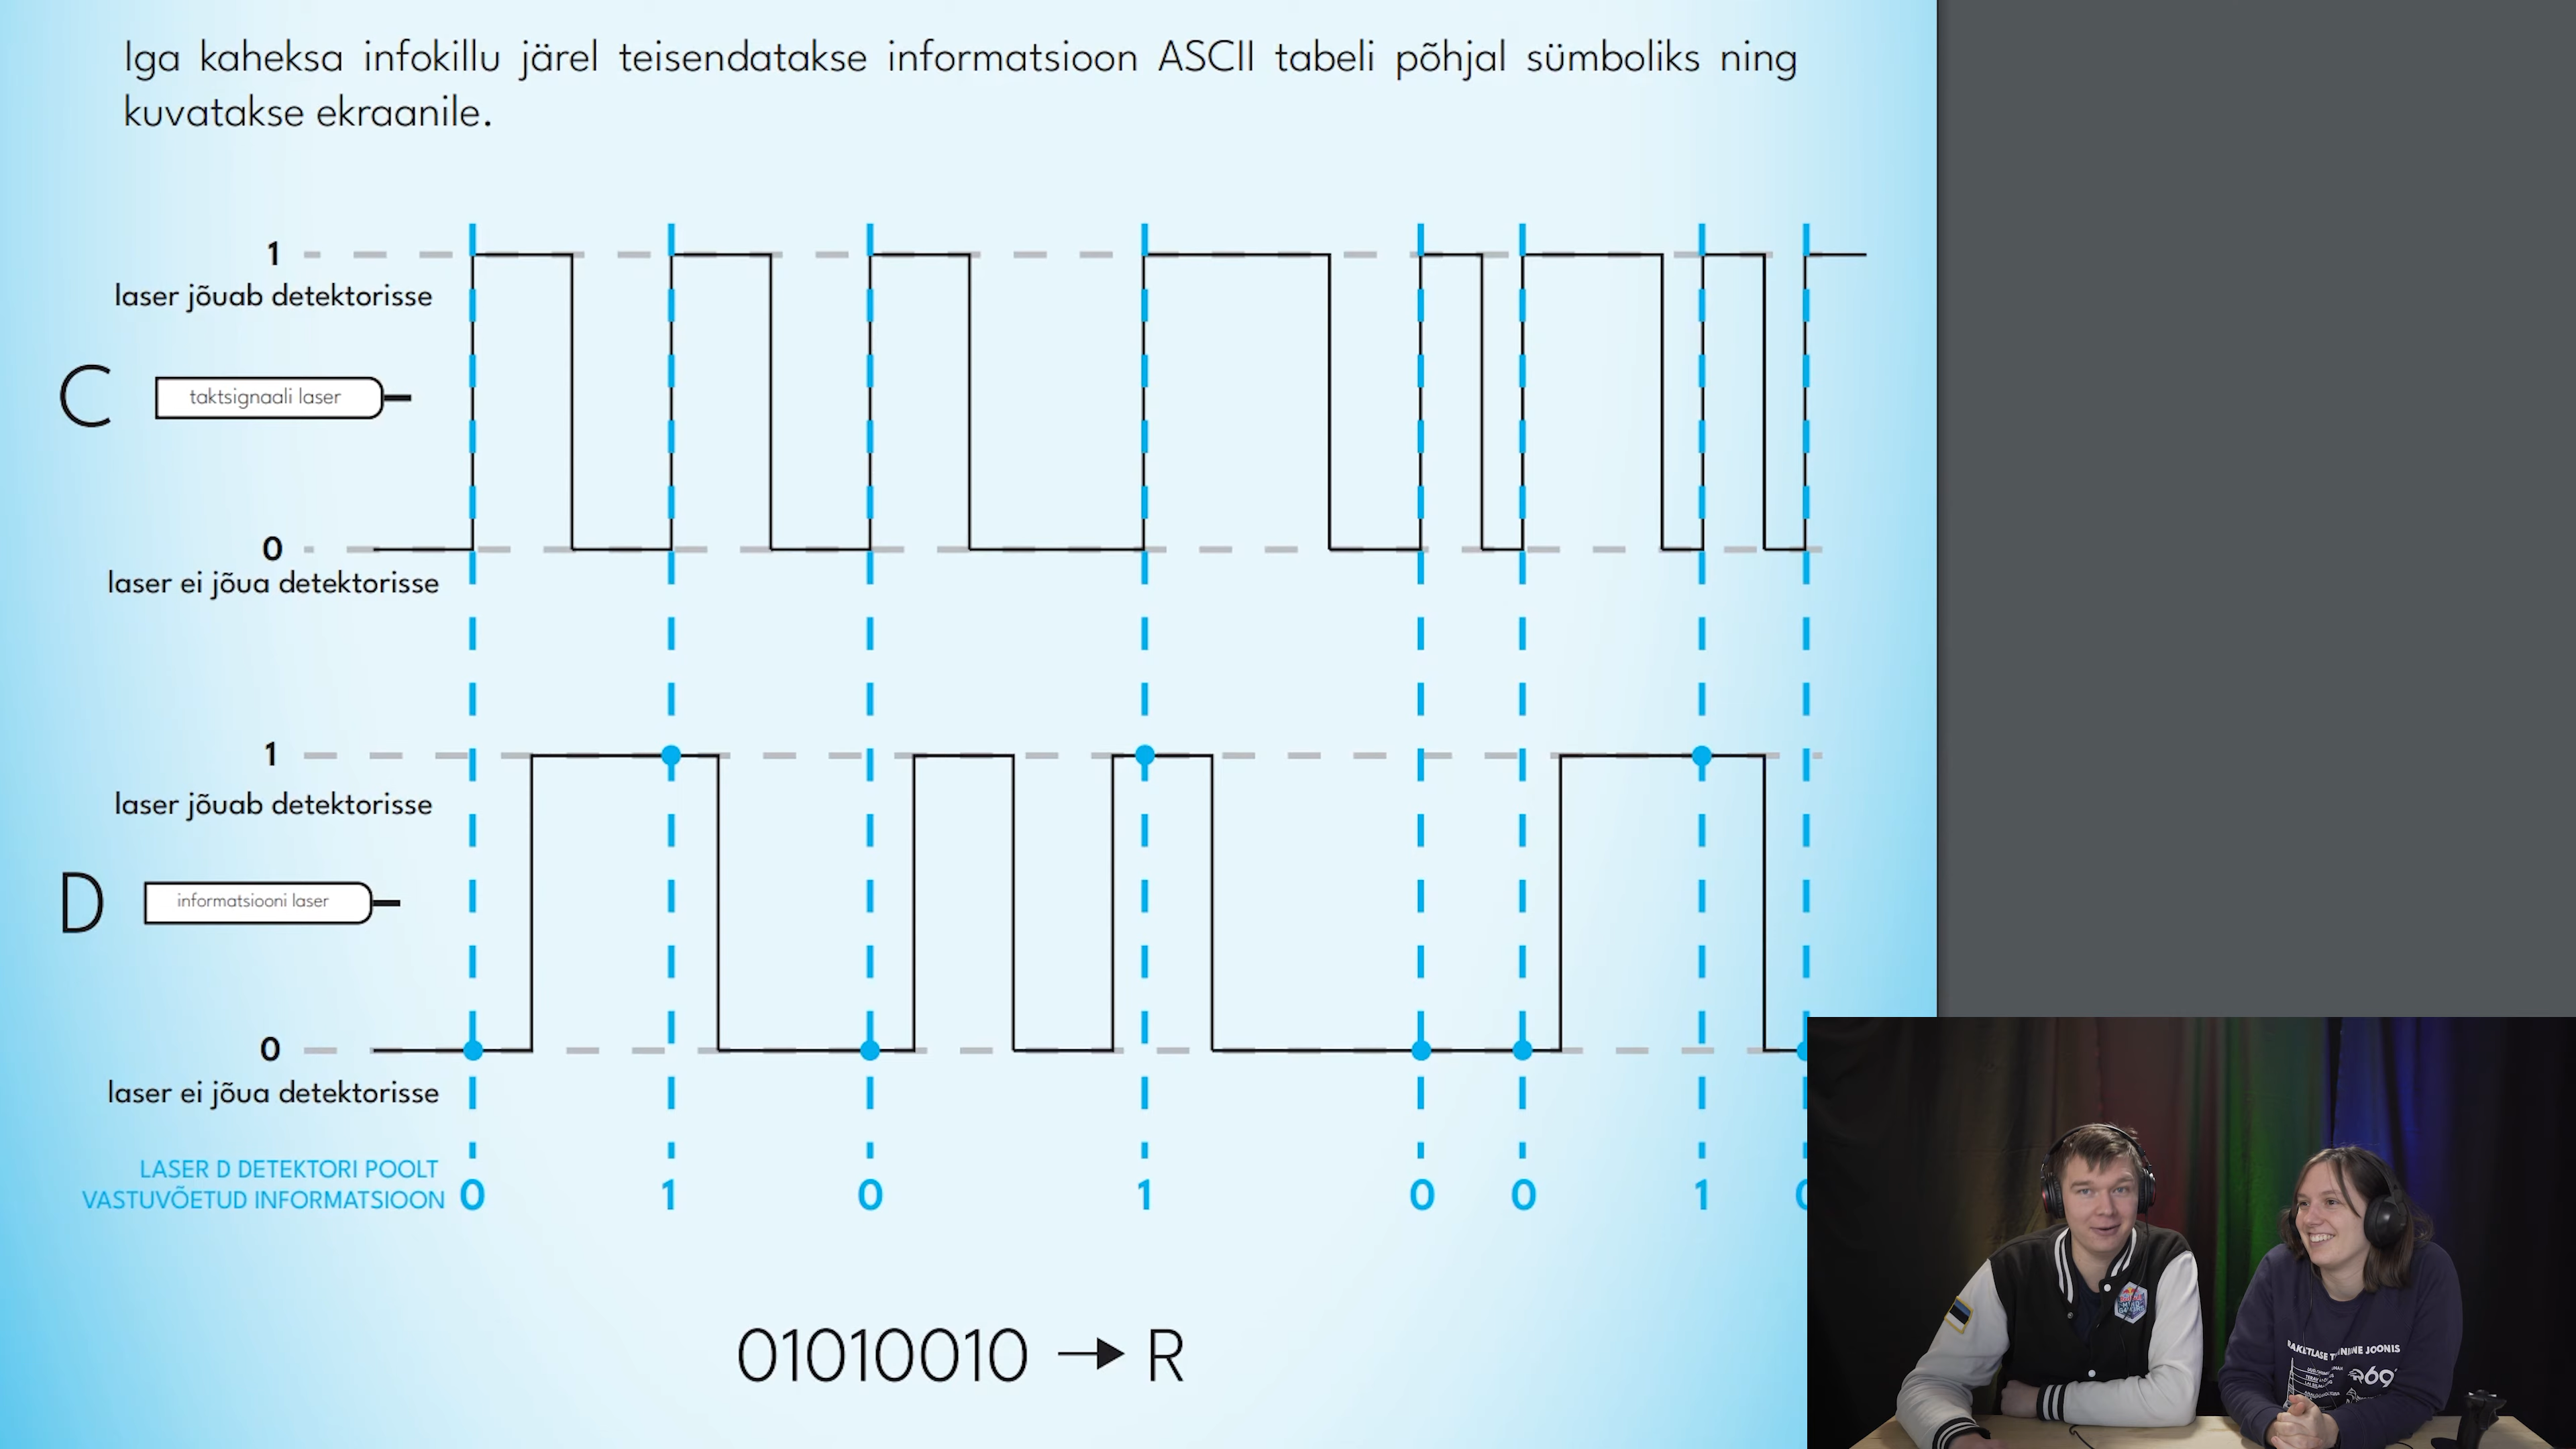 Iga kaheksa infokillu järel teisendatakse informatsioon ASCII tabeli põhjal sümboliks ning
kuvatakse ekraanile.
1
laser jõuab detektorisse
C
taktsignaali laser
0
laser ei jõua detektorisse
1
laser jõuab detektorisse
D
informatsiooni laser
0
laser ei jõua detektorisse
LASER D DETEKTORI POOLT
VASTUVÕETUD INFORMATSIOON
0 1 0 1 0 0 1
01010010 → R
JOONIS